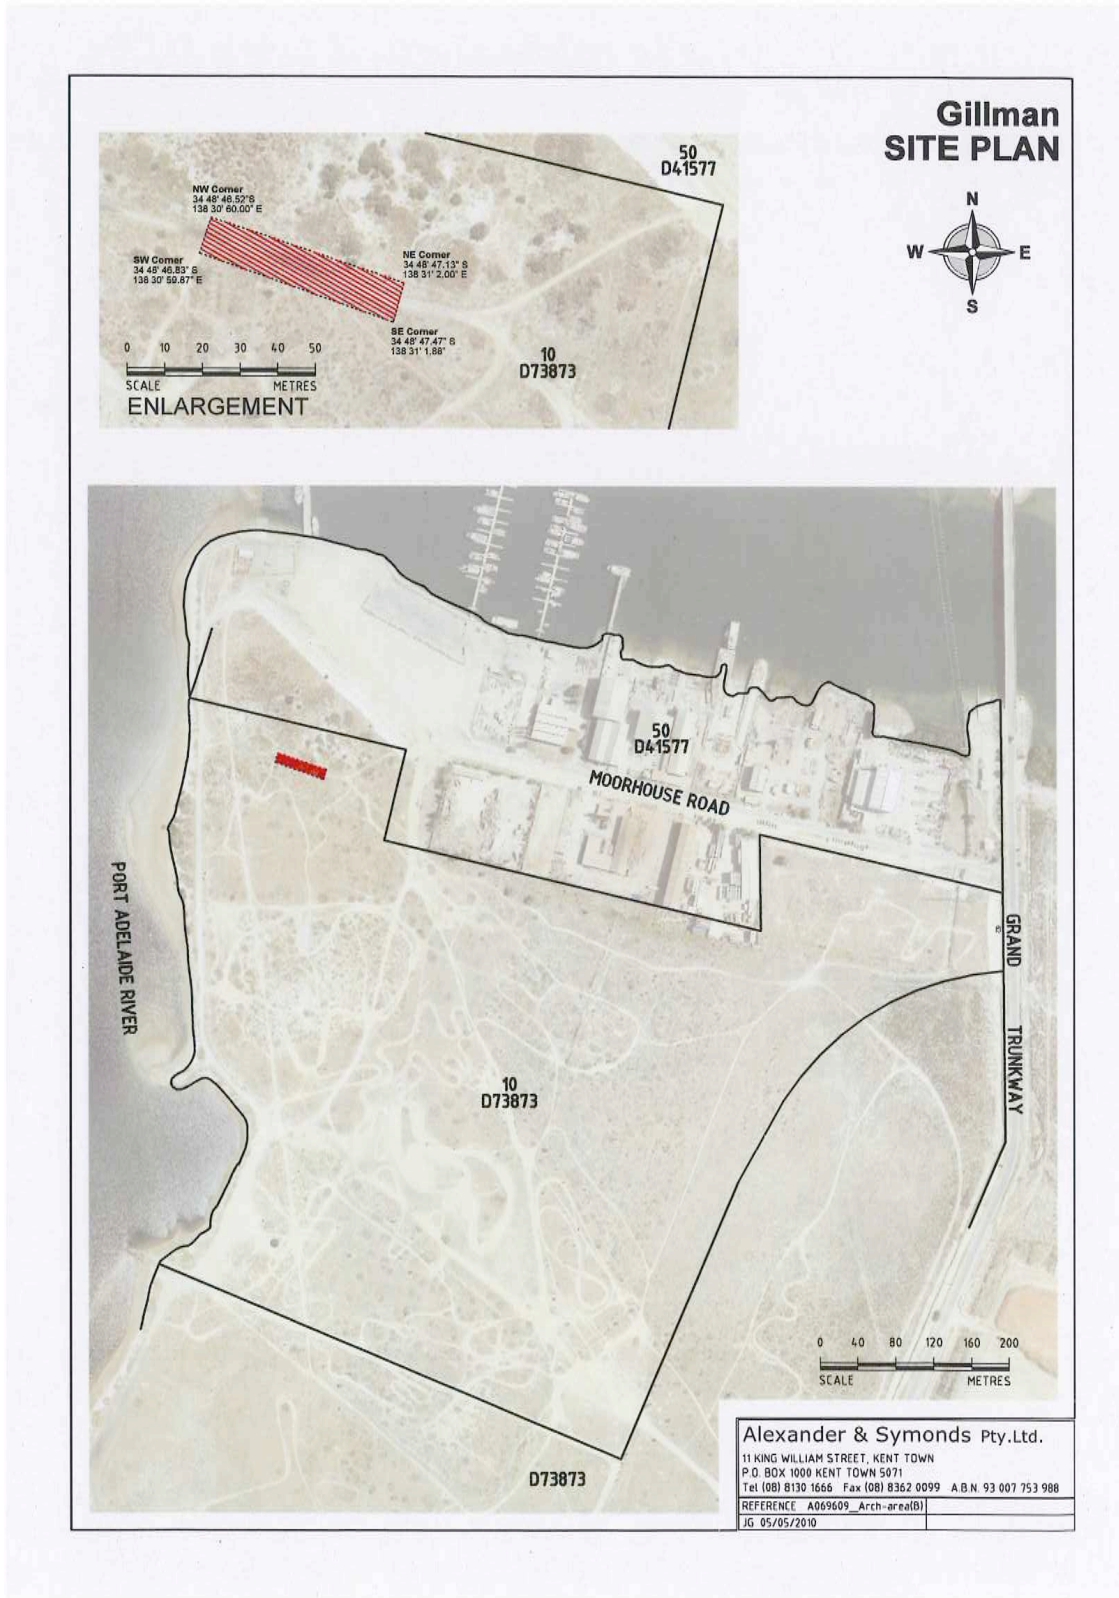 Gillman
SITE PLAN
N
W
E
S
50
D41577
NW Corner
34 48' 46.52"S
138 30' 60.00" E
SW Corner
34 48' 46.83" S
138 30' 59.87" E
NE Corner
34 48' 47.13" S
138 31' 2.00" E
SE Corner
34 48' 47.47" S
138 31' 1.88"
10
D73873
0 10 20 30 40 50
SCALE METRES
ENLARGEMENT
50
D41577
MOORHOUSE ROAD
PORT ADELAIDE RIVER
GRAND TRUNKWAY
10
D73873
0 40 80 120 160 200
SCALE METRES
D73873
Alexander & Symonds Pty.Ltd.
11 KING WILLIAM STREET, KENT TOWN
P.O. BOX 1000 KENT TOWN 5071
Tel (08) 8130 1666 Fax (08) 8362 0099 A.B.N. 93 007 753 988
REFERENCE A069609_Arch-area(B)
JG 05/05/2010